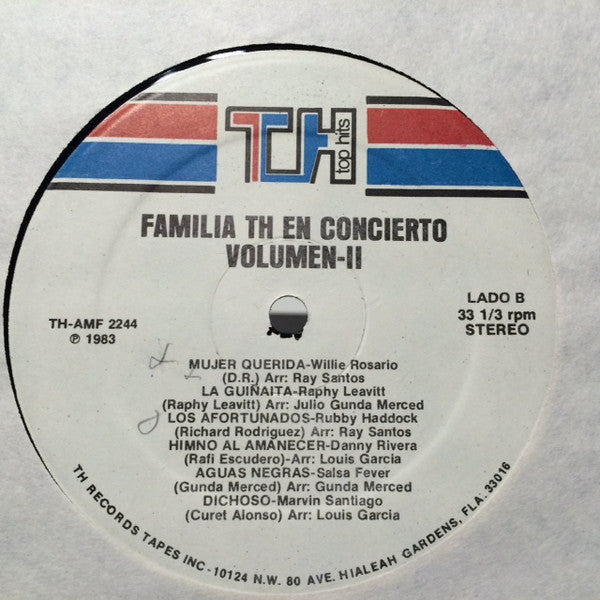 TH top hits
FAMILIA TH EN CONCIERTO
VOLUMEN-II
TH-AMF 2244
℗ 1983
LADO B
33 1/3 rpm
STEREO
MUJER QUERIDA-Willie Rosario
(D.R.) Arr: Ray Santos
LA GUIÑAITA-Raphy Leavitt
(Raphy Leavitt) Arr: Julio Gunda Merced
LOS AFORTUNADOS-Rubby Haddock
(Richard Rodriguez) Arr: Ray Santos
HIMNO AL AMANECER-Danny Rivera
(Rafi Escudero)-Arr: Louis Garcia
AGUAS NEGRAS-Salsa Fever
(Gunda Merced) Arr: Gunda Merced
DICHOSO-Marvin Santiago
(Curet Alonso) Arr: Louis Garcia
TH RECORDS TAPES INC - 10124 N.W. 80 AVE. HIALEAH GARDENS, FLA. 33016